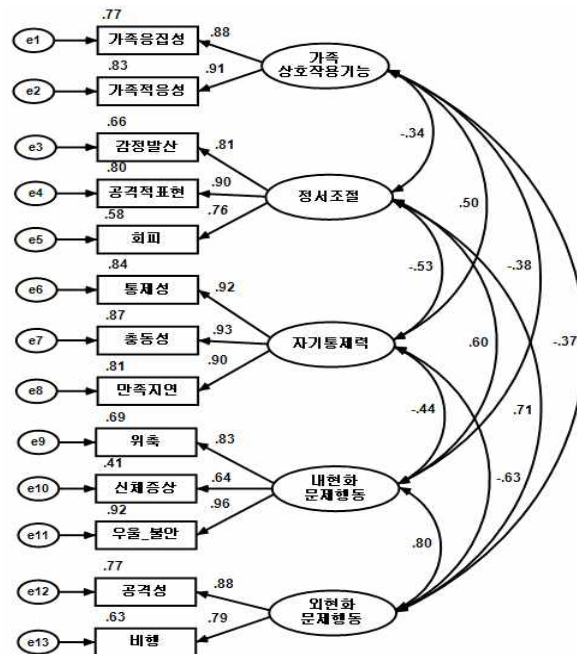 .77
e1 가족응집성 .88
가족
상호작용기능
.83
e2 가족적응성 .91
-.34
.66
e3 감정발산 .81
.80
e4 공격적표현 .90
정서조절
.50
.58
e5 회피 .76
-.53
-.38
.84
e6 통제성 .92
.87
e7 충동성 .93
자기통제력
.60
-.37
.81
e8 만족지연 .90
-.44
.71
.69
e9 위축 .83
-.63
.41
e10 신체증상 .64
내현화
문제행동
.92
e11 우울_불안 .96
.80
.77
e12 공격성 .88
외현화
문제행동
.63
e13 비행 .79